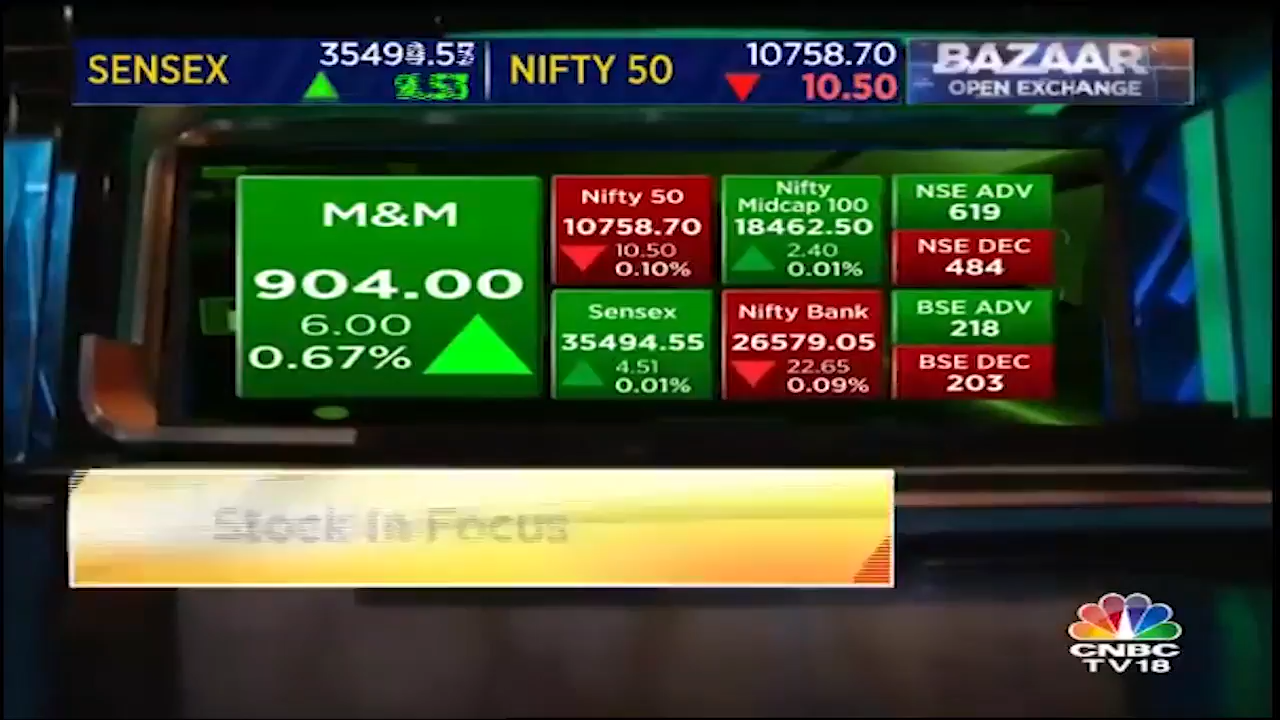 SENSEX
NIFTY 50
10758.70
10.50
BAZAAR
OPEN EXCHANGE
M&M
904.00
6.00
0.67%
Nifty 50
10758.70
10.50
0.10%
Nifty
Midcap 100
18462.50
2.40
0.01%
NSE ADV
619
NSE DEC
484
Sensex
35494.55
4.51
0.01%
Nifty Bank
26579.05
22.65
0.09%
BSE ADV
218
BSE DEC
203
Stock In Focus
CNBC
TV18